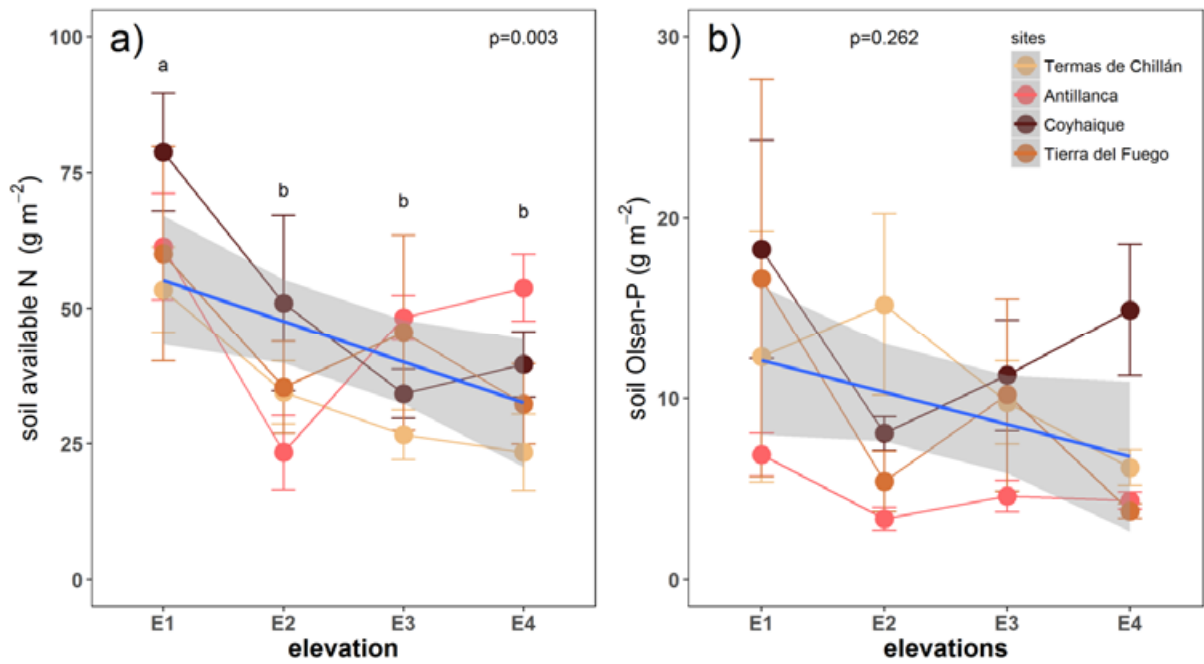 a)
p=0.003
a
b
b
b
100
75
50
25
0
soil available N (g m⁻²)
E1 E2 E3 E4
elevation
b)
p=0.262
sites
Termas de Chillán
Antillanca
Coyhaique
Tierra del Fuego
30
20
10
0
soil Olsen-P (g m⁻²)
E1 E2 E3 E4
elevations